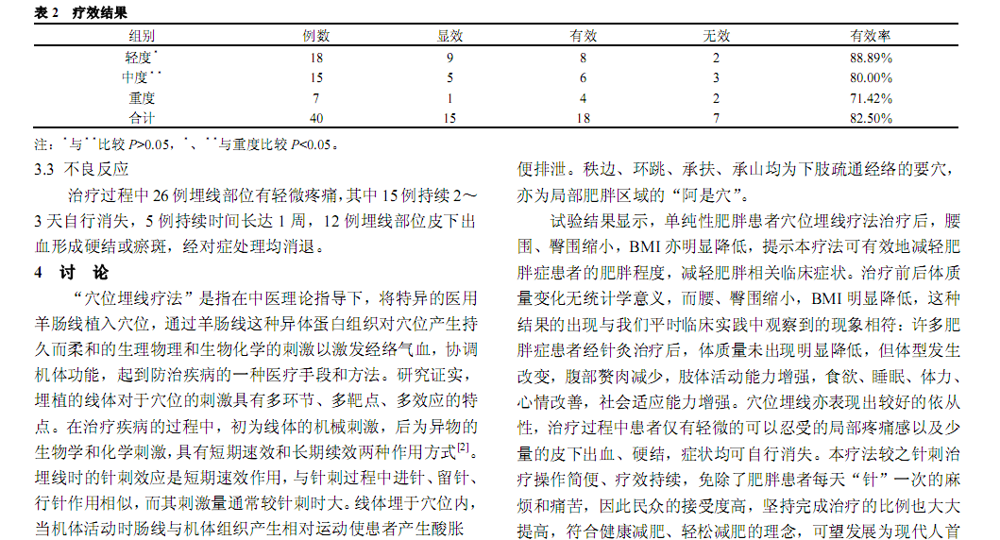 表 2 疗效结果
组别 例数 显效 有效 无效 有效率
轻度* 18 9 8 2 88.89%
中度** 15 5 6 3 80.00%
重度 7 1 4 2 71.42%
合计 40 15 18 7 82.50%
注：*与**比较 P>0.05，*、**与重度比较 P<0.05。
3.3 不良反应
治疗过程中 26 例埋线部位有轻微疼痛,其中 15 例持续 2～
3 天自行消失，5 例持续时间长达 1 周，12 例埋线部位皮下出
血形成硬结或瘀斑，经对症处理均消退。
4 讨 论
“穴位埋线疗法”是指在中医理论指导下，将特异的医用
羊肠线植入穴位，通过羊肠线这种异体蛋白组织对穴位产生持
久而柔和的生理物理和生物化学的刺激以激发经络气血，协调
机体功能，起到防治疾病的一种医疗手段和方法。研究证实，
埋植的线体对于穴位的刺激具有多环节、多靶点、多效应的特
点。在治疗疾病的过程中，初为线体的机械刺激，后为异物的
生物学和化学刺激,具有短期速效和长期续效两种作用方式[2]。
埋线时的针刺效应是短期速效作用，与针刺过程中进针、留针、
行针作用相似，而其刺激量通常较针刺时大。线体埋于穴位内，
当机体活动时肠线与机体组织产生相对运动使患者产生酸胀
便排泄。秩边、环跳、承扶、承山均为下肢疏通经络的要穴，
亦为局部肥胖区域的“阿是穴”。
试验结果显示，单纯性肥胖患者穴位埋线疗法治疗后，腰
围、臀围缩小，BMI 亦明显降低，提示本疗法可有效地减轻肥
胖症患者的肥胖程度，减轻肥胖相关临床症状。治疗前后体质
量变化无统计学意义，而腰、臀围缩小，BMI 明显降低，这种
结果的出现与我们平时临床实践中观察到的现象相符：许多肥
胖症患者经针灸治疗后，体质量未出现明显降低，但体型发生
改变，腹部赘肉减少，肢体活动能力增强，食欲、睡眠、体力、
心情改善，社会适应能力增强。穴位埋线亦表现出较好的依从
性，治疗过程中患者仅有轻微的可以忍受的局部疼痛感以及少
量的皮下出血、硬结，症状均可自行消失。本疗法较之针刺治
疗操作简便、疗效持续，免除了肥胖患者每天“针”一次的麻
烦和痛苦，因此民众的接受度高，坚持完成治疗的比例也大大
提高，符合健康减肥、轻松减肥的理念，可望发展为现代人首